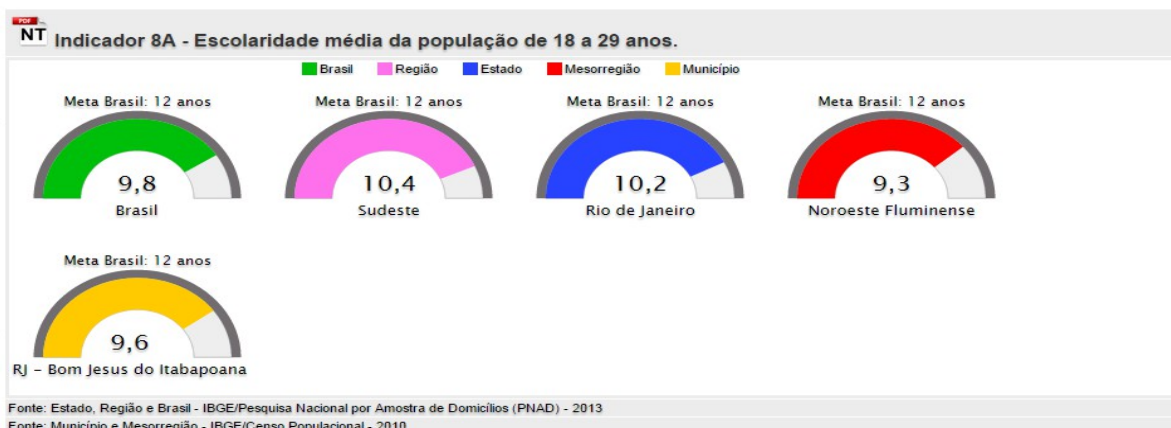 PDF
NT Indicador 8A - Escolaridade média da população de 18 a 29 anos.
Brasil Região Estado Mesorregião Município
Meta Brasil: 12 anos Meta Brasil: 12 anos Meta Brasil: 12 anos Meta Brasil: 12 anos
9,8 10,4 10,2 9,3
Brasil Sudeste Rio de Janeiro Noroeste Fluminense
Meta Brasil: 12 anos
9,6
RJ - Bom Jesus do Itabapoana
Fonte: Estado, Região e Brasil - IBGE/Pesquisa Nacional por Amostra de Domicílios (PNAD) - 2013
Fonte: Município e Mesorregião - IBGE/Censo Populacional - 2010